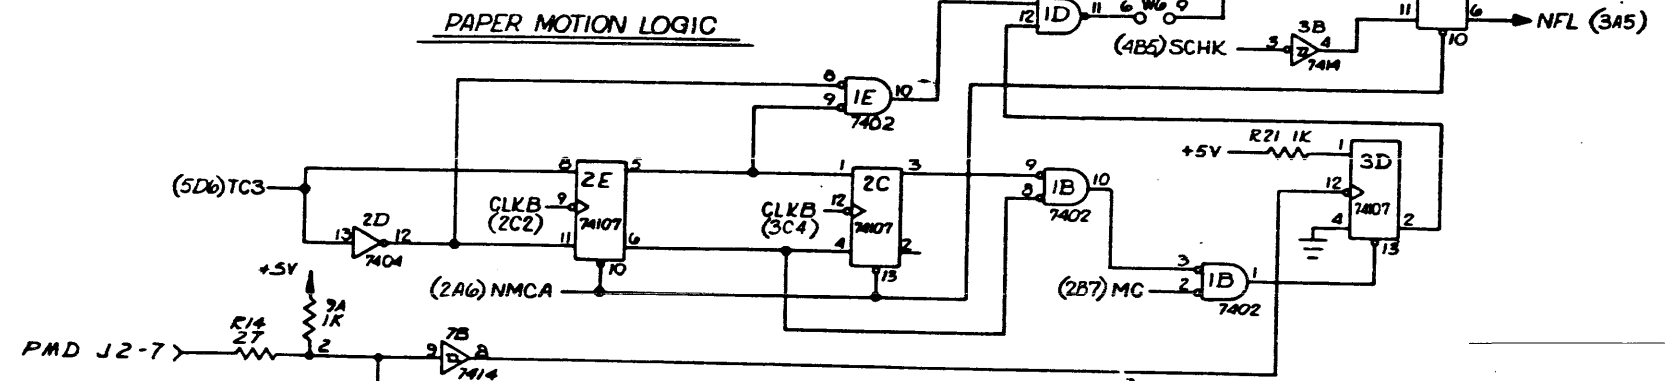 PAPER MOTION LOGIC
12
1D
11
6
W6
9
11
6
NFL (3A5)
10
(4B5) SCHK
3
3B
4
7414
8
9
1E
10
7402
R21 1K
+5V
1
3D
12
74107
4
2
13
(5D6) TC3
8
2E
5
CLKB
(2C2)
9
74107
11
6
10
13
2D
12
7404
1
2C
3
CLKB
(3C4)
12
74107
4
2
13
9
8
1B
10
7402
(2A6) NMCA
3
(2B7) MC
2
1B
1
7402
+5V
9A
1K
2
R14
27
PMD J2-7
9
7B
8
7414